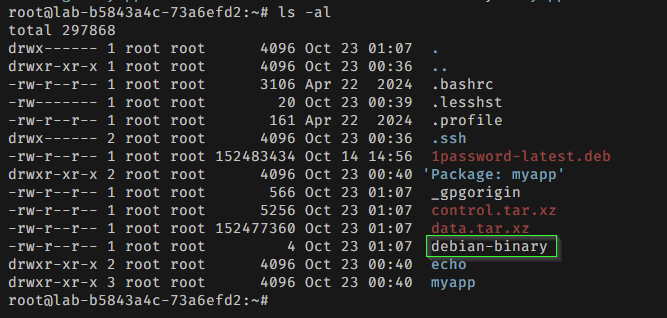 root@lab-b5843a4c-73a6efd2:~# ls -al
total 297868
drwx------ 1 root root      4096 Oct 23 01:07  .
drwxr-xr-x 1 root root      4096 Oct 23 00:36  ..
-rw-r--r-- 1 root root      3106 Apr 22  2024  .bashrc
-rw-r--r-- 1 root root        20 Oct 23 00:39  .lesshst
-rw-r--r-- 1 root root       161 Apr 22  2024  .profile
drwx------ 2 root root      4096 Oct 23 00:36  .ssh
-rw-r--r-- 1 root root 152483434 Oct 14 14:56  1password-latest.deb
drwxr-xr-x 2 root root      4096 Oct 23 00:40 'Package: myapp'
-rw-r--r-- 1 root root       566 Oct 23 01:07  _gpgorigin
-rw-r--r-- 1 root root      5256 Oct 23 01:07  control.tar.xz
-rw-r--r-- 1 root root 152477360 Oct 23 01:07  data.tar.xz
-rw-r--r-- 1 root root         4 Oct 23 01:07  debian-binary
drwxr-xr-x 2 root root      4096 Oct 23 00:40  echo
drwxr-xr-x 3 root root      4096 Oct 23 00:40  myapp
root@lab-b5843a4c-73a6efd2:~#